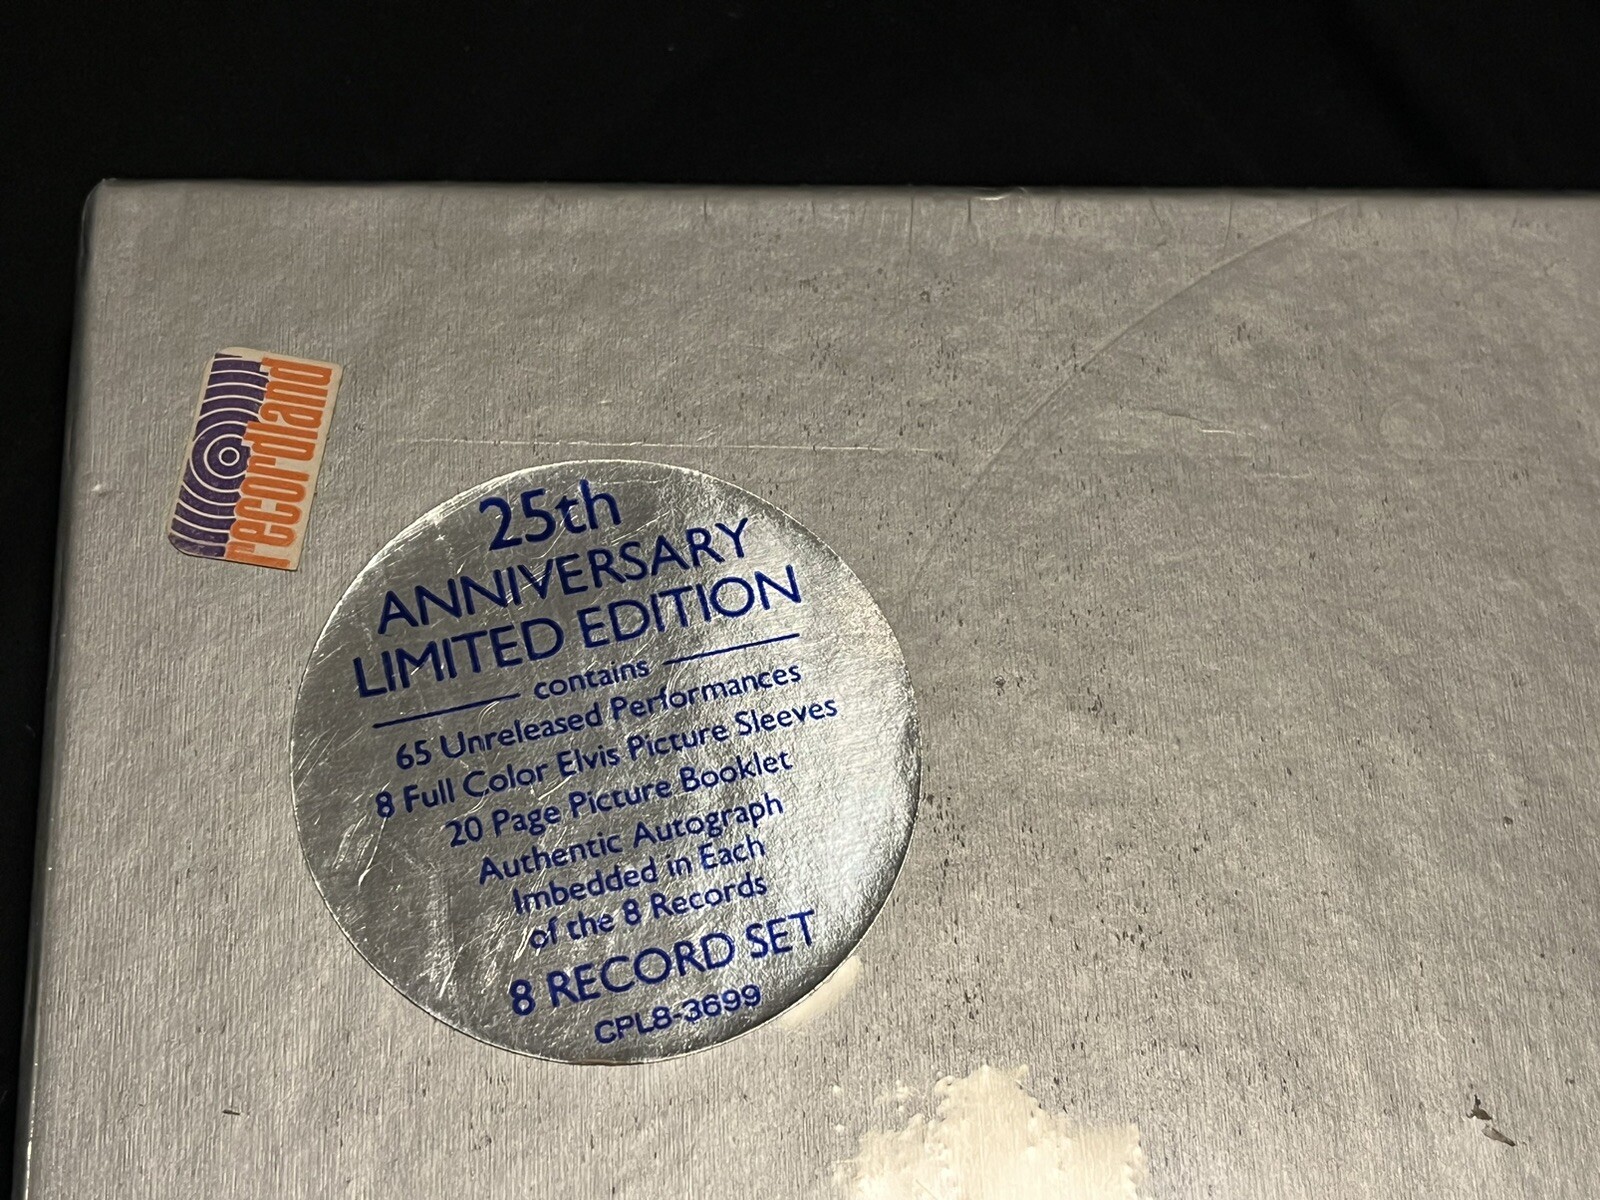 recordland
25th
ANNIVERSARY
LIMITED EDITION
contains
65 Unreleased Performances
8 Full Color Elvis Picture Sleeves
20 Page Picture Booklet
Authentic Autograph
Imbedded in Each
of the 8 Records
8 RECORD SET
CPL8-3699